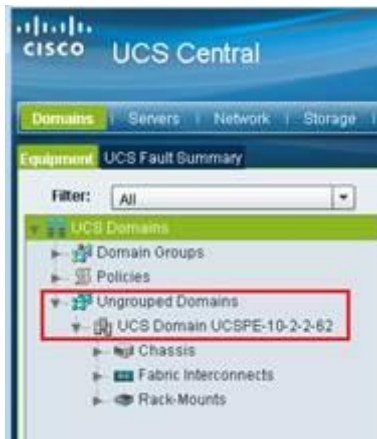 CISCO UCS Central
Domains Servers Network Storage
Equipment UCS Fault Summary
Filter: All
UCS Domains
Domain Groups
Policies
Ungrouped Domains
UCS Domain UCSPE-10-2-2-62
Chassis
Fabric Interconnects
Rack-Mounts